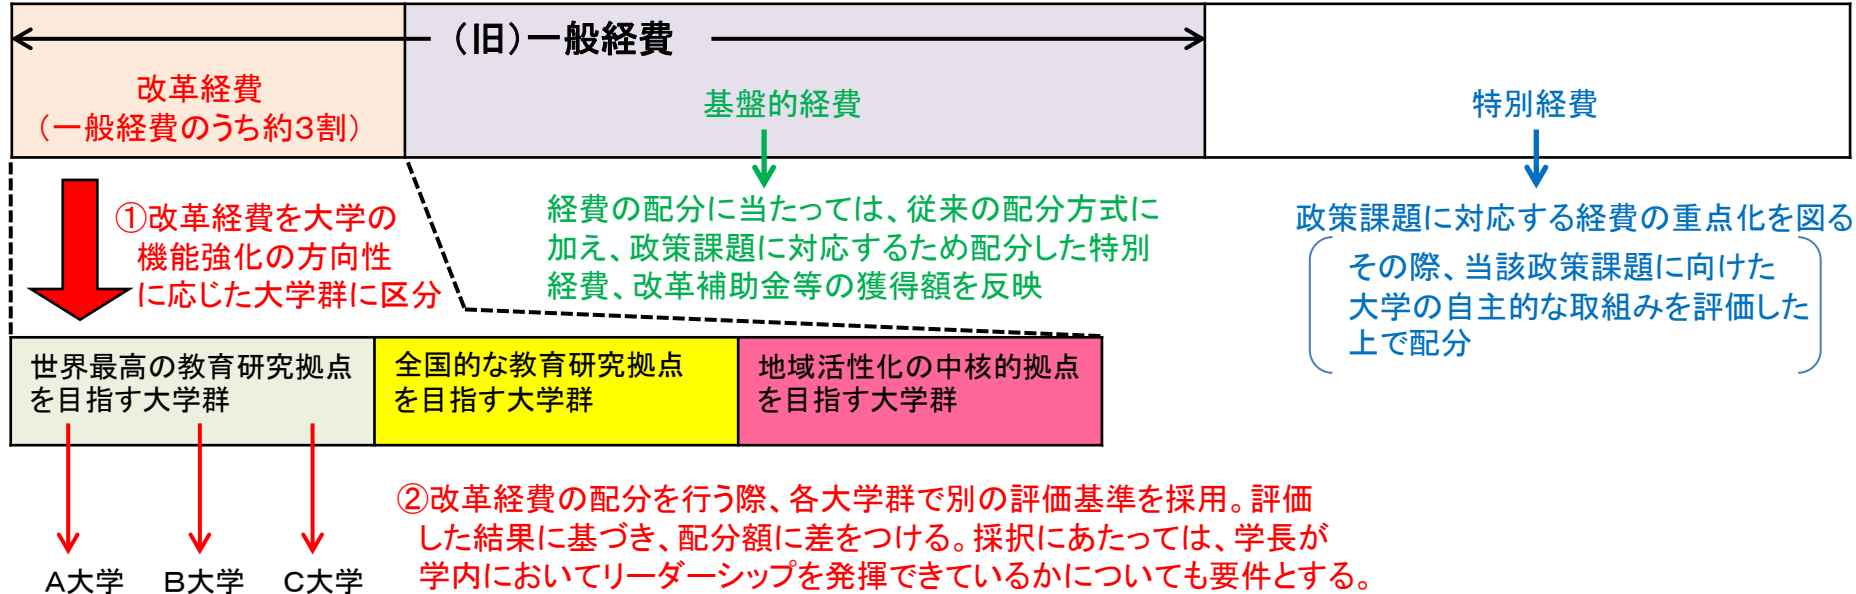 （旧）一般経費
改革経費
（一般経費のうち約３割）
基盤的経費
特別経費
①改革経費を大学の
機能強化の方向性
に応じた大学群に区分
経費の配分に当たっては、従来の配分方式に
加え、政策課題に対応するため配分した特別
経費、改革補助金等の獲得額を反映
政策課題に対応する経費の重点化を図る
その際、当該政策課題に向けた
大学の自主的な取組みを評価した
上で配分
世界最高の教育研究拠点
を目指す大学群
全国的な教育研究拠点
を目指す大学群
地域活性化の中核的拠点
を目指す大学群
②改革経費の配分を行う際、各大学群で別の評価基準を採用。評価
した結果に基づき、配分額に差をつける。採択にあたっては、学長が
学内においてリーダーシップを発揮できているかについても要件とする。
Ａ大学 Ｂ大学 Ｃ大学